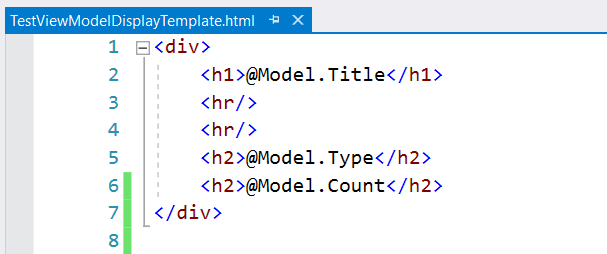 TestViewModelDisplayTemplate.html
1 <div>
2     <h1>@Model.Title</h1>
3     <hr/>
4     <hr/>
5     <h2>@Model.Type</h2>
6     <h2>@Model.Count</h2>
7 </div>
8